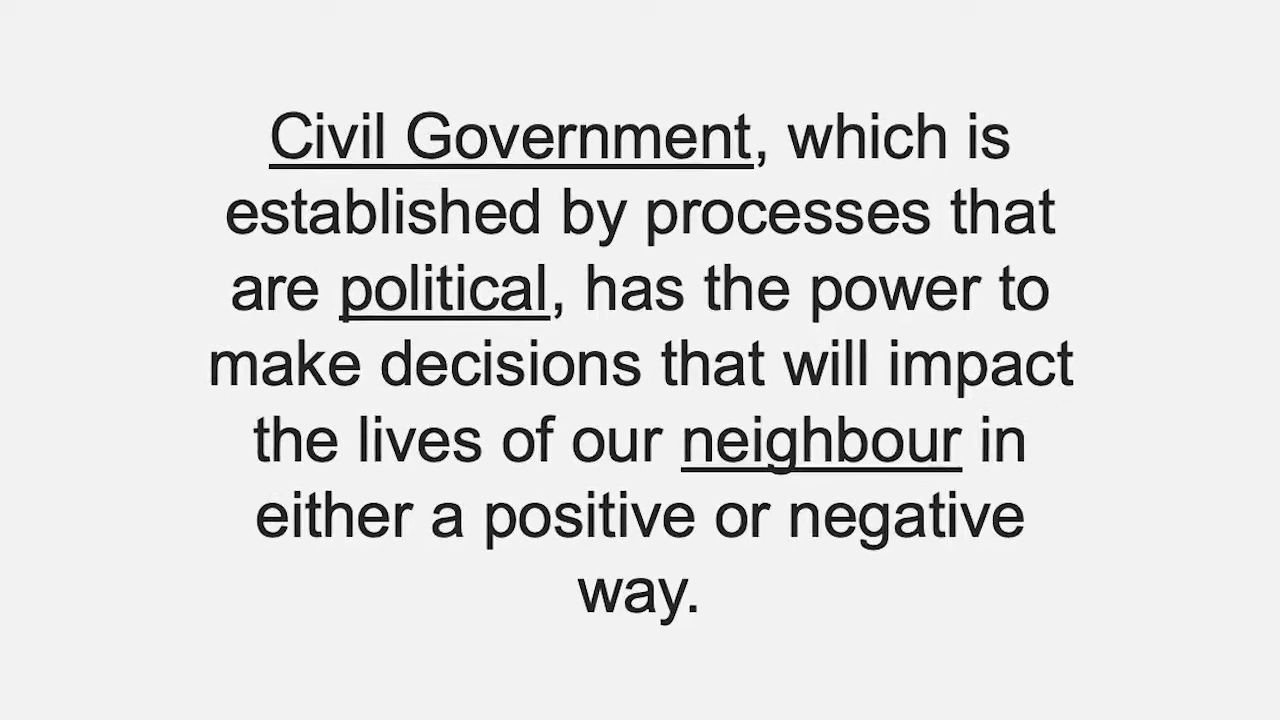 Civil Government, which is
established by processes that
are political, has the power to
make decisions that will impact
the lives of our neighbour in
either a positive or negative
way.